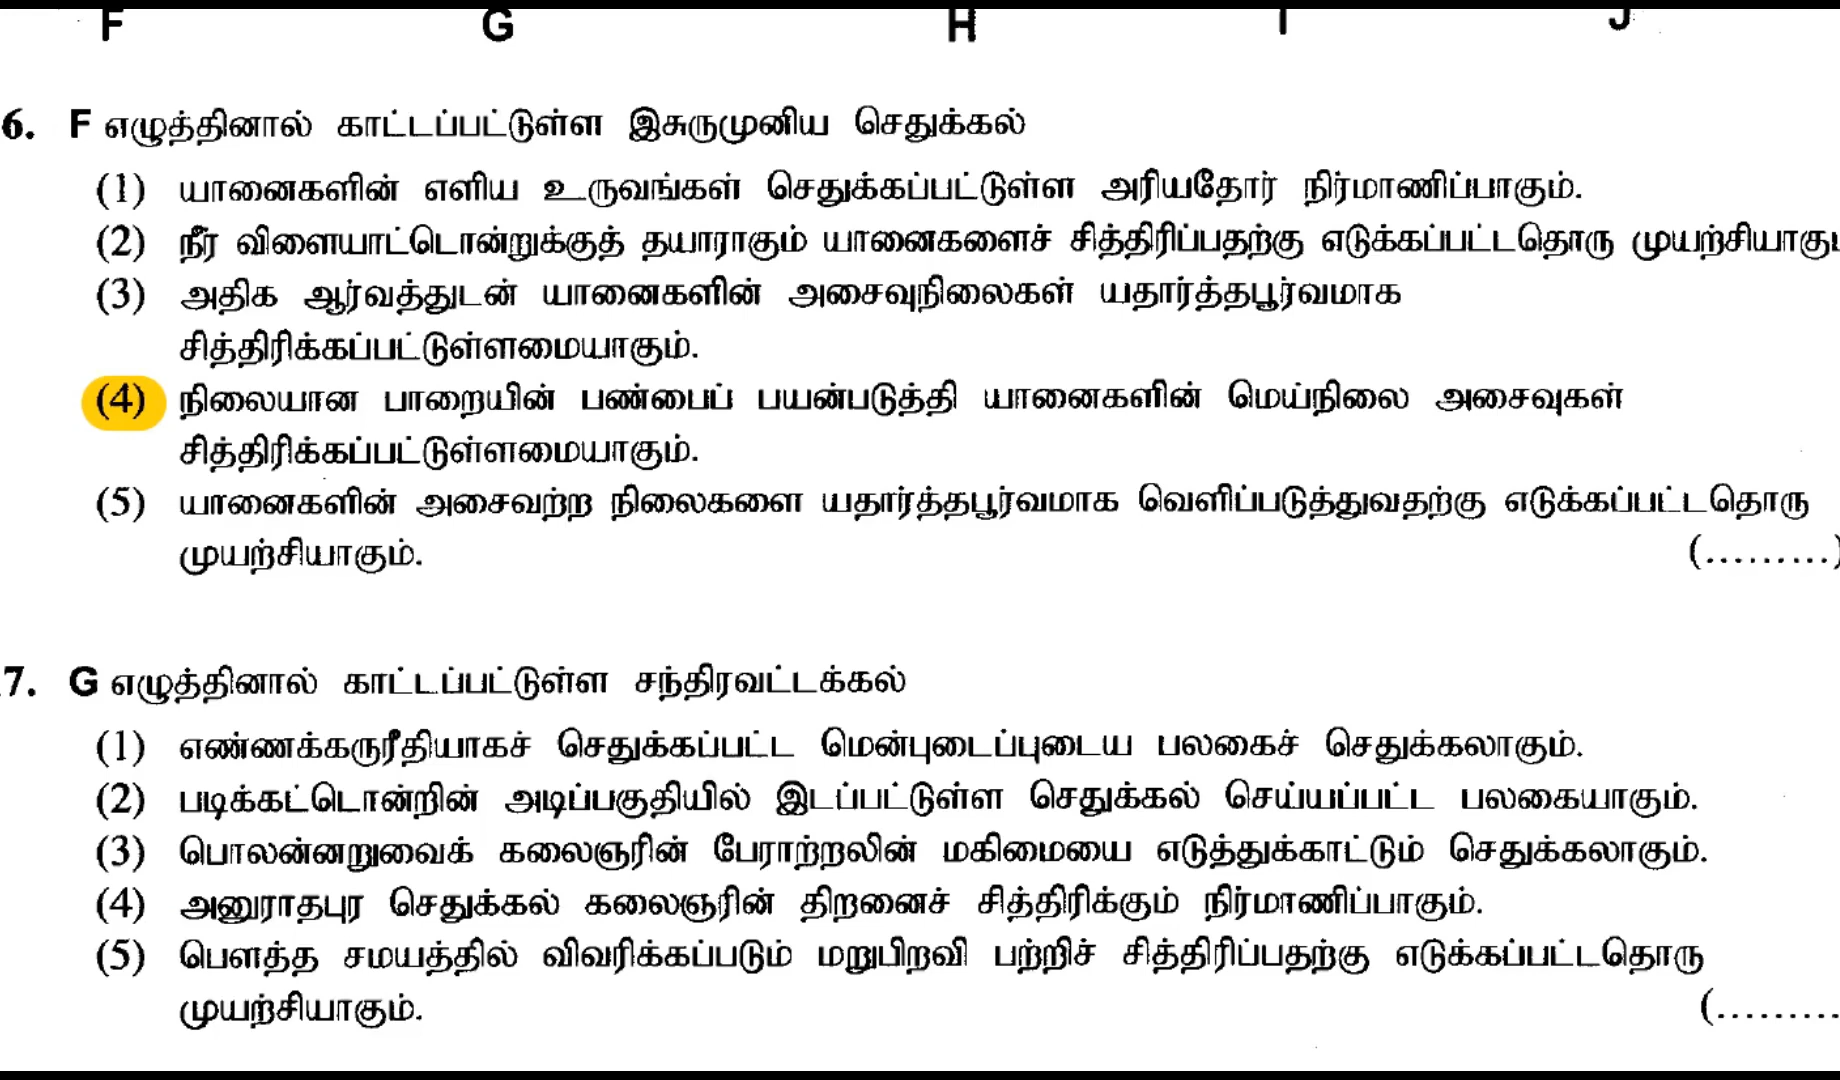 F G H I J
6. F எழுத்தினால் காட்டப்பட்டுள்ள இசுருமுனிய செதுக்கல்
(1) யானைகளின் எளிய உருவங்கள் செதுக்கப்பட்டுள்ள அரியதோர் நிர்மாணிப்பாகும்.
(2) நீர் விளையாட்டொன்றுக்குத் தயாராகும் யானைகளைச் சித்திரிப்பதற்கு எடுக்கப்பட்டதொரு
(3) அதிக ஆர்வத்துடன் யானைகளின் அசைவுநிலைகள் யதார்த்தபூர்வமாக
சித்திரிக்கப்பட்டுள்ளமையாகும்.
(4) நிலையான பாறையின் பண்பைப் பயன்படுத்தி யானைகளின் மெய்நிலை அசைவுகள்
சித்திரிக்கப்பட்டுள்ளமையாகும்.
(5) யானைகளின் அசைவற்ற நிலைகளை யதார்த்தபூர்வமாக வெளிப்படுத்துவதற்கு எடுக்கப்பட்டதொரு
முயற்சியாகும். (.........)
7. G எழுத்தினால் காட்டப்பட்டுள்ள சந்திரவட்டக்கல்
(1) எண்ணக்கருரீதியாகச் செதுக்கப்பட்ட மென்புடைப்புடைய பலகைச் செதுக்கலாகும்.
(2) படிக்கட்டொன்றின் அடிப்பகுதியில் இடப்பட்டுள்ள செதுக்கல் செய்யப்பட்ட பலகையாகும்.
(3) பொலன்னறுவைக் கலைஞரின் பேராற்றலின் மகிமையை எடுத்துக்காட்டும் செதுக்கலாகும்.
(4) அனுராதபுர செதுக்கல் கலைஞரின் திறனைச் சித்திரிக்கும் நிர்மாணிப்பாகும்.
(5) பௌத்த சமயத்தில் விவரிக்கப்படும் மறுபிறவி பற்றிச் சித்திரிப்பதற்கு எடுக்கப்பட்டதொரு
முயற்சியாகும். (.........